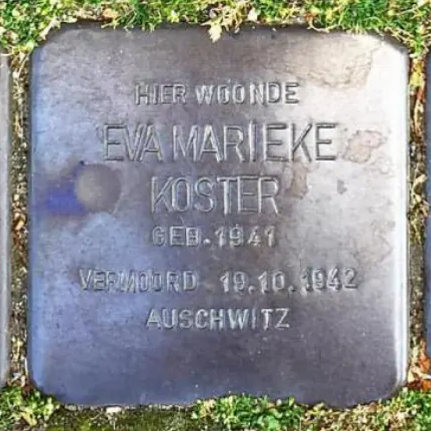 HIER WOONDE
EVA MARIEKE
KOSTER
GEB. 1941
VERMOORD 19.10.1942
AUSCHWITZ